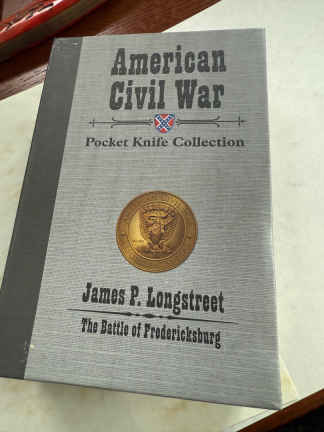 American
Civil War
Pocket Knife Collection
James P. Longstreet
The Battle of Fredericksburg